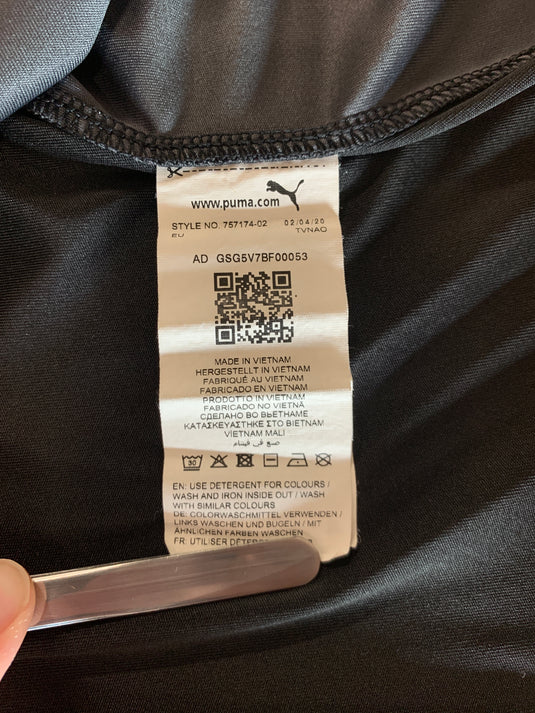 www.puma.com
STYLE NO. 757174-02 02/04/20
EU TVNAO
AD GSG5V7BF00053
MADE IN VIETNAM
HERGESTELLT IN VIETNAM
FABRIQUÉ AU VIETNAM
FABRICADO EN VIETNAM
PRODOTTO IN VIETNAM
FABRICADO NO VIETNÃ
СДЕЛАНО ВО ВЬЕТНАМЕ
ΚΑΤΑΣΚΕΥΑΣΤΗΚΕ ΣΤΟ ΒΙΕΤΝΑΜ
VİETNAM MALI
صنع في فيتنام
30
EN: USE DETERGENT FOR COLOURS /
WASH AND IRON INSIDE OUT / WASH
WITH SIMILAR COLOURS
DE: COLORWASCHMITTEL VERWENDEN /
LINKS WASCHEN UND BÜGELN / MIT
ÄHNLICHEN FARBEN WASCHEN
FR: UTILISER